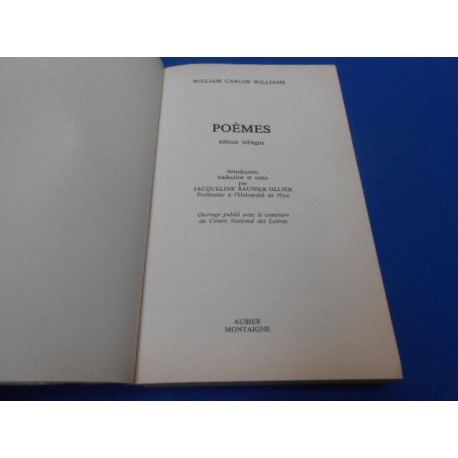 WILLIAM CARLOS WILLIAMS
POÈMES
édition bilingue
introduction
traduction et notes
par
JACQUELINE SAUNIER-OLLIER
Professeur à l'Université de Nice
Ouvrage publié avec le concours
du Centre National des Lettres
AUBIER
MONTAIGNE